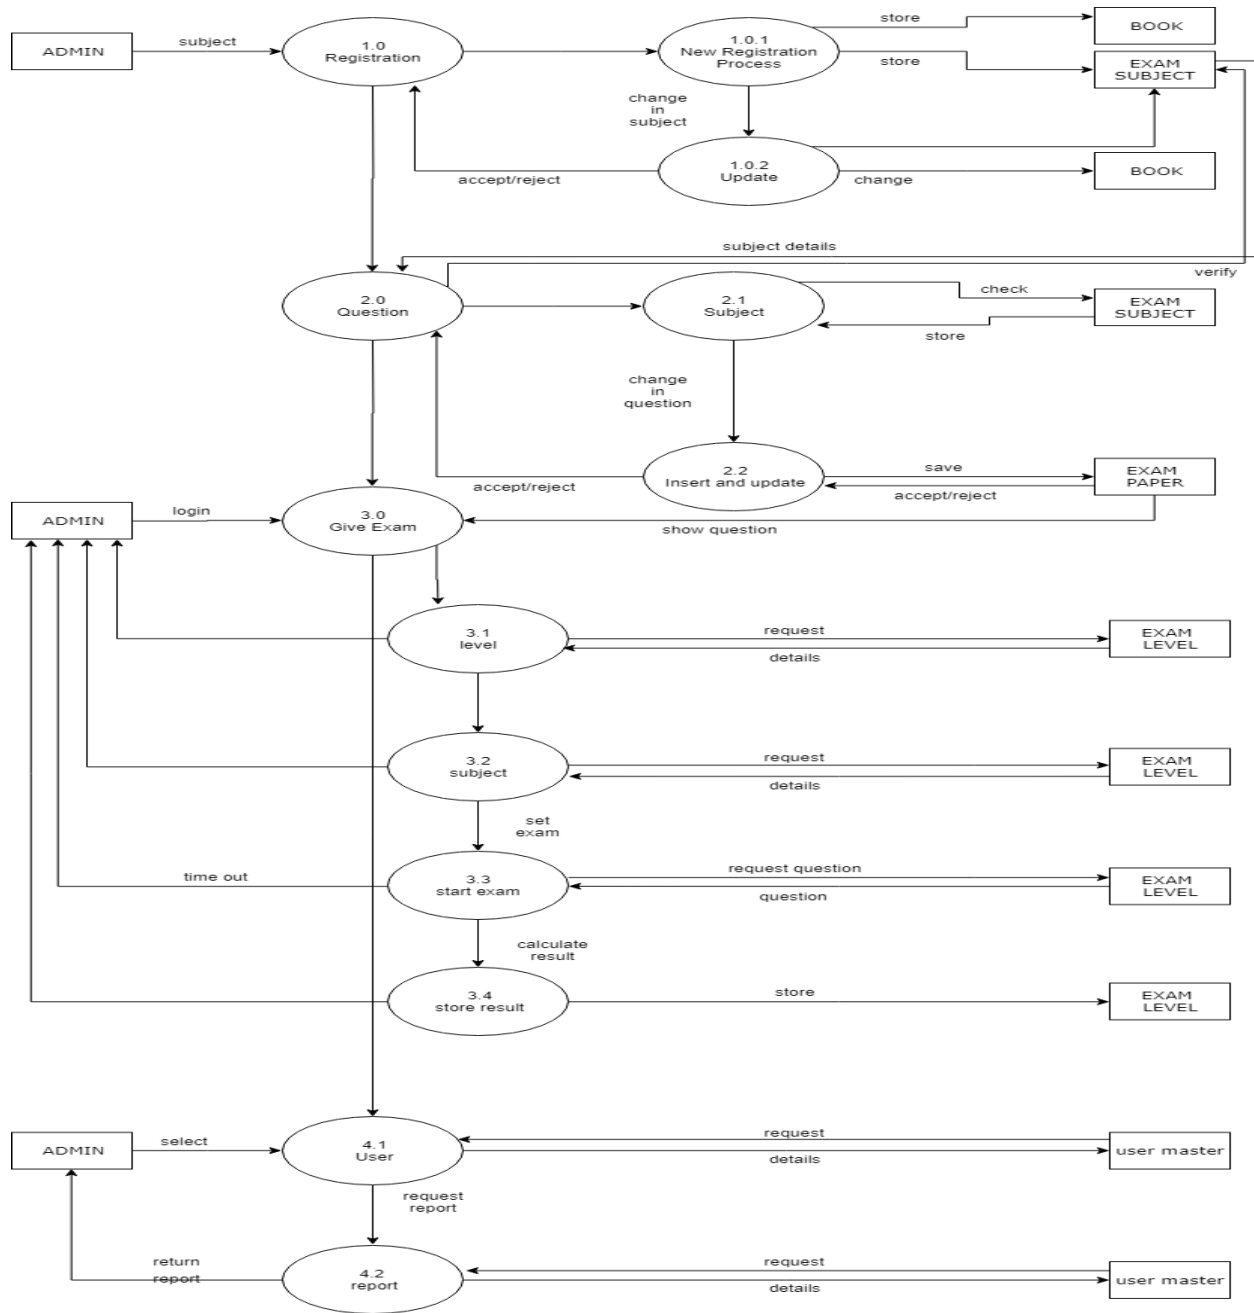 store
BOOK
ADMIN
subject
1.0
Registration
1.0.1
New Registration
Process
store
EXAM
SUBJECT
change
in
subject
1.0.2
Update
accept/reject
change
BOOK
subject details
verify
2.0
Question
2.1
Subject
check
EXAM
SUBJECT
store
change
in
question
2.2
Insert and update
accept/reject
save
accept/reject
EXAM
PAPER
ADMIN
login
3.0
Give Exam
show question
3.1
level
request
details
EXAM
LEVEL
3.2
subject
request
details
EXAM
LEVEL
set
exam
time out
3.3
start exam
request question
question
EXAM
LEVEL
calculate
result
3.4
store result
store
EXAM
LEVEL
ADMIN
select
4.1
User
request
details
user master
request
report
return
report
4.2
report
request
details
user master